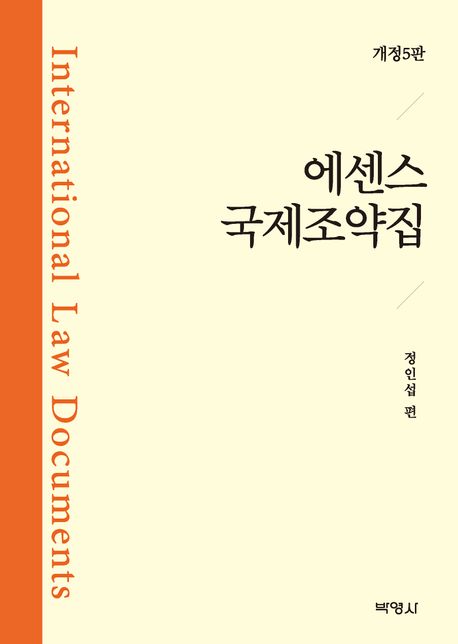 개정5판
에센스
국제조약집
정인섭 편
International Law Documents
박영사